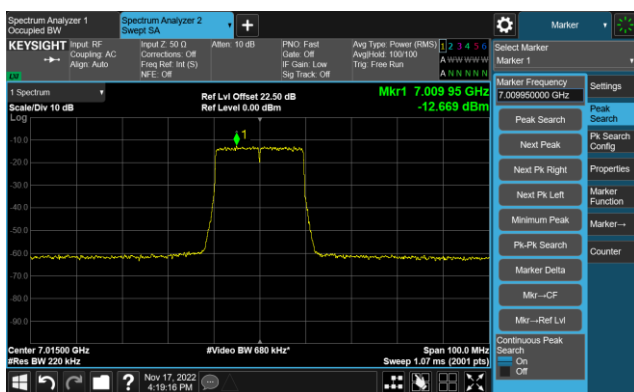 Spectrum Analyzer 1
Occupied BW
Spectrum Analyzer 2
Swept SA
+
Marker
KEYSIGHT
Input: RF
Coupling: AC
Align: Auto
Input Z: 50 Ω
Corrections: Off
Freq Ref: Int (S)
NFE: Off
Atten: 10 dB
PNO: Fast
Gate: Off
IF Gain: Low
Sig Track: Off
Avg Type: Power (RMS)
Avg|Hold: 100/100
Trig: Free Run
1 2 3 4 5 6
A W W W W W
A N N N N N
LXI
Select Marker
Marker 1
1 Spectrum
Scale/Div 10 dB
Log
Ref Lvl Offset 22.50 dB
Ref Level 0.00 dBm
Mkr1 7.009 95 GHz
-12.669 dBm
1
-10.0
-20.0
-30.0
-40.0
-50.0
-60.0
-70.0
-80.0
-90.0
Center 7.01500 GHz
#Res BW 220 kHz
#Video BW 680 kHz*
Span 100.0 MHz
Sweep 1.07 ms (2001 pts)
Marker Frequency
7.009950000 GHz
Peak Search
Next Peak
Next Pk Right
Next Pk Left
Minimum Peak
Pk-Pk Search
Marker Delta
Mkr→CF
Mkr→Ref Lvl
Continuous Peak
Search
On
Off
Settings
Peak
Search
Pk Search
Config
Properties
Marker
Function
Marker→
Counter
?
Nov 17, 2022
4:19:16 PM